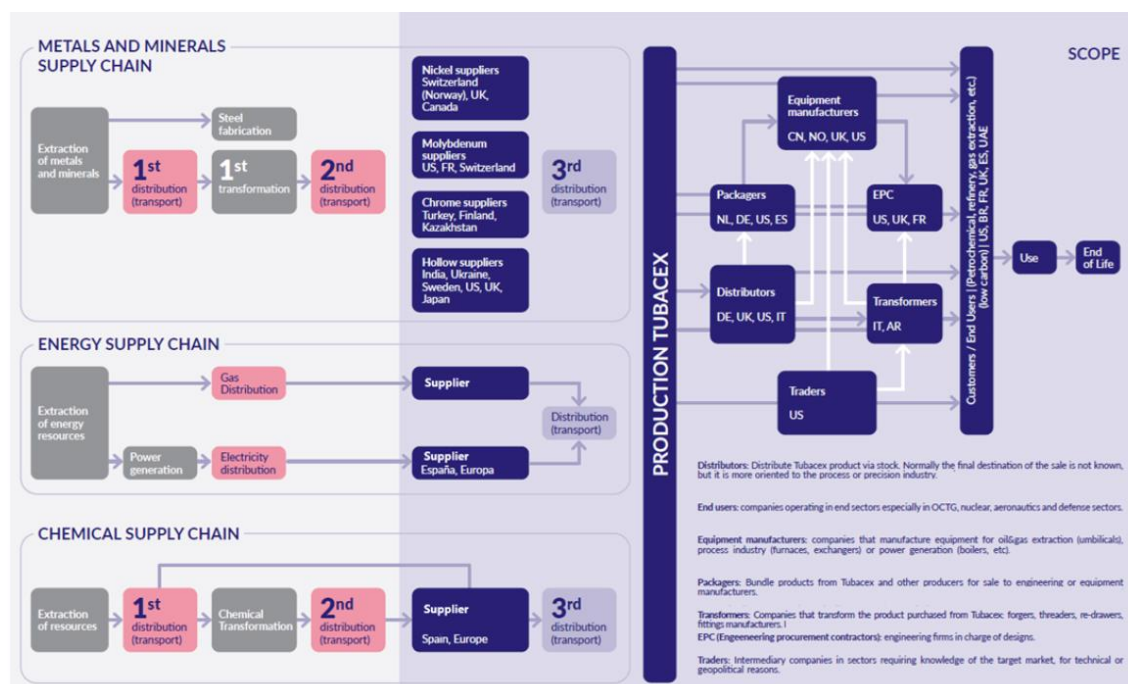 METALS AND MINERALS
SUPPLY CHAIN
Extraction
of metals
and minerals
Steel
fabrication
1st
distribution
(transport)
1st
transformation
2nd
distribution
(transport)
Nickel suppliers
Switzerland
(Norway), UK,
Canada
Molybdenum
suppliers
US, FR, Switzerland
Chrome suppliers
Turkey, Finland,
Kazakhstan
Hollow suppliers
India, Ukraine,
Sweden, US, UK,
Japan
3rd
distribution
(transport)
ENERGY SUPPLY CHAIN
Extraction
of energy
resources
Gas
Distribution
Power
generation
Electricity
distribution
Supplier
Supplier
España, Europa
Distribution
(transport)
CHEMICAL SUPPLY CHAIN
Extraction
of resources
1st
distribution
(transport)
Chemical
Transformation
2nd
distribution
(transport)
Supplier
Spain, Europe
3rd
distribution
(transport)
PRODUCTION TUBACEX
SCOPE
Equipment
manufacturers
CN, NO, UK, US
Packagers
NL, DE, US, ES
EPC
US, UK, FR
Distributors
DE, UK, US, IT
Transformers
IT, AR
Traders
US
Customers / End Users | (Petrochemical, refinery, gas extraction, etc.)
(low carbon) | US, BR, FR, UK, ES, UAE
Use
End
of Life
Distributors: Distribute Tubacex product via stock. Normally the final destination of the sale is not known,
but it is more oriented to the process or precision industry.
End users: companies operating in end sectors especially in OCTG, nuclear, aeronautics and defense sectors.
Equipment manufacturers: companies that manufacture equipment for oil&gas extraction (umbilicals),
process industry (furnaces, exchangers) or power generation (boilers, etc).
Packagers: Bundle products from Tubacex and other producers for sale to engineering or equipment
manufacturers.
Transformers: Companies that transform the product purchased from Tubacex: forgers, threaders, re-drawers,
fittings manufacturers. |
EPC (Engeneering procurement contractors): engineering firms in charge of designs.
Traders: Intermediary companies in sectors requiring knowledge of the target market, for technical or
geopolitical reasons.